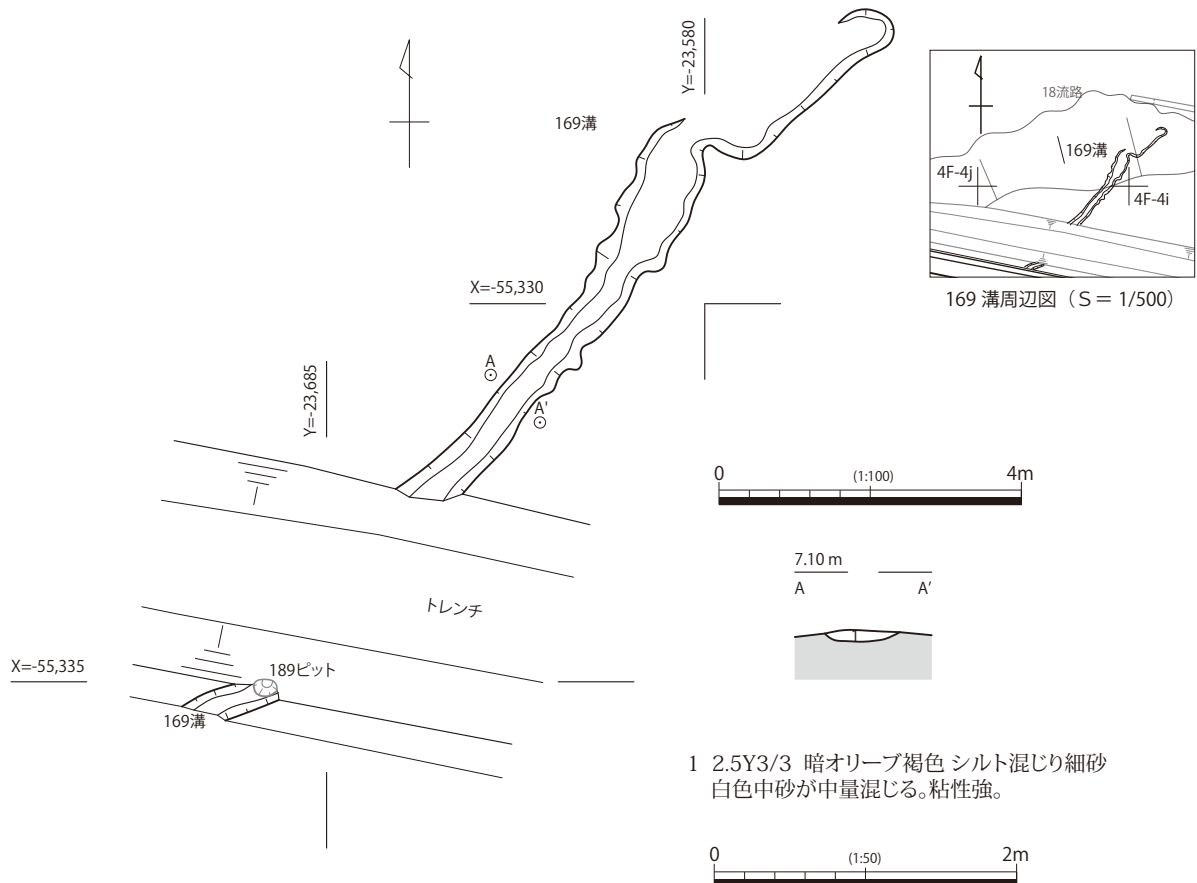 Y=-23,580
169溝
18流路
169溝
4F-4j
4F-4i
169 溝周辺図（S = 1/500）
X=-55,330
A
A'
Y=-23,685
0 (1:100) 4m
7.10 m
A A'
トレンチ
X=-55,335
189ピット
169溝
1 2.5Y3/3 暗オリーブ褐色 シルト混じり細砂
白色中砂が中量混じる。粘性強。
0 (1:50) 2m